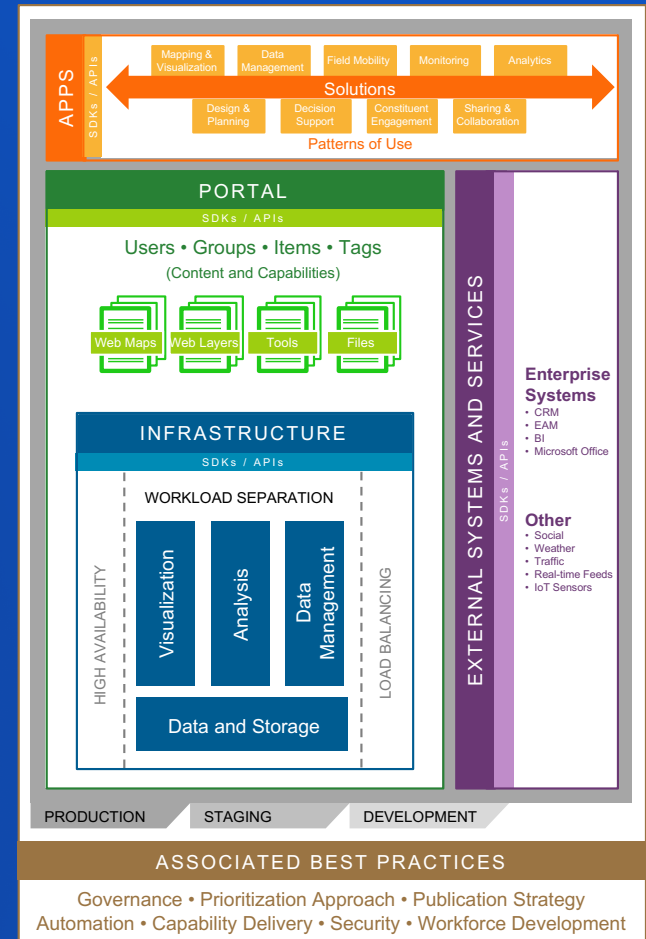 APPS
SDKs / APIs
Mapping &
Visualization
Data
Management
Field Mobility
Monitoring
Analytics
Solutions
Design &
Planning
Decision
Support
Constituent
Engagement
Sharing &
Collaboration
Patterns of Use
PORTAL
SDKs / APIs
Users • Groups • Items • Tags
(Content and Capabilities)
Web Maps
Web Layers
Tools
Files
INFRASTRUCTURE
SDKs / APIs
WORKLOAD SEPARATION
HIGH AVAILABILITY
Visualization
Analysis
Data
Management
LOAD BALANCING
Data and Storage
EXTERNAL SYSTEMS AND SERVICES
SDKs / APIs
Enterprise
Systems
• CRM
• EAM
• BI
• Microsoft Office
Other
• Social
• Weather
• Traffic
• Real-time Feeds
• IoT Sensors
PRODUCTION
STAGING
DEVELOPMENT
ASSOCIATED BEST PRACTICES
Governance • Prioritization Approach • Publication Strategy
Automation • Capability Delivery • Security • Workforce Development